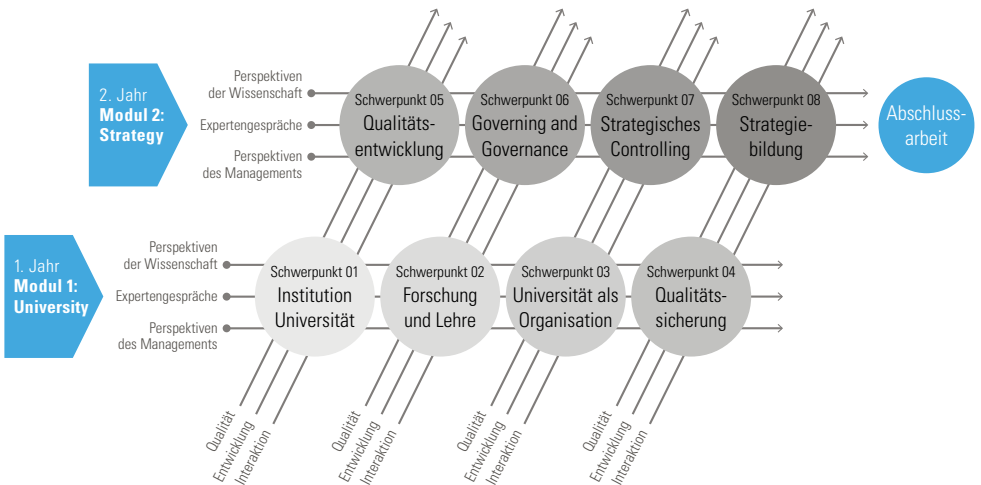 2. Jahr
Modul 2:
Strategy
Perspektiven
der Wissenschaft
Expertengespräche
Perspektiven
des Managements
Schwerpunkt 05
Qualitäts-
entwicklung
Schwerpunkt 06
Governing and
Governance
Schwerpunkt 07
Strategisches
Controlling
Schwerpunkt 08
Strategie-
bildung
Abschluss-
arbeit
1. Jahr
Modul 1:
University
Perspektiven
der Wissenschaft
Expertengespräche
Perspektiven
des Managements
Schwerpunkt 01
Institution
Universität
Schwerpunkt 02
Forschung
und Lehre
Schwerpunkt 03
Universität als
Organisation
Schwerpunkt 04
Qualitäts-
sicherung
Qualität
Entwicklung
Interaktion
Qualität
Entwicklung
Interaktion
Qualität
Entwicklung
Interaktion
Qualität
Entwicklung
Interaktion